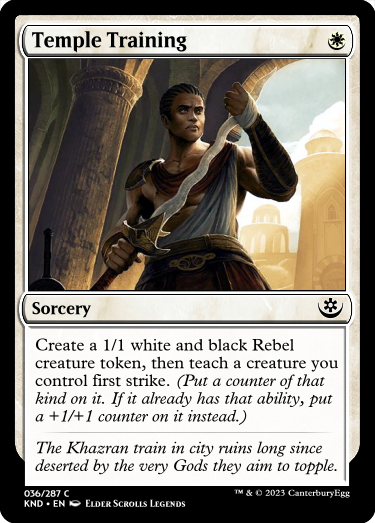 Temple Training
Sorcery
Create a 1/1 white and black Rebel
creature token, then teach a creature you
control first strike. (Put a counter of that
kind on it. If it already has that ability, put
a +1/+1 counter on it instead.)
The Khazran train in city ruins long since
deserted by the very Gods they aim to topple.
036/287 C
KND • EN Elder Scrolls Legends
™ & © 2023 CanterburyEgg